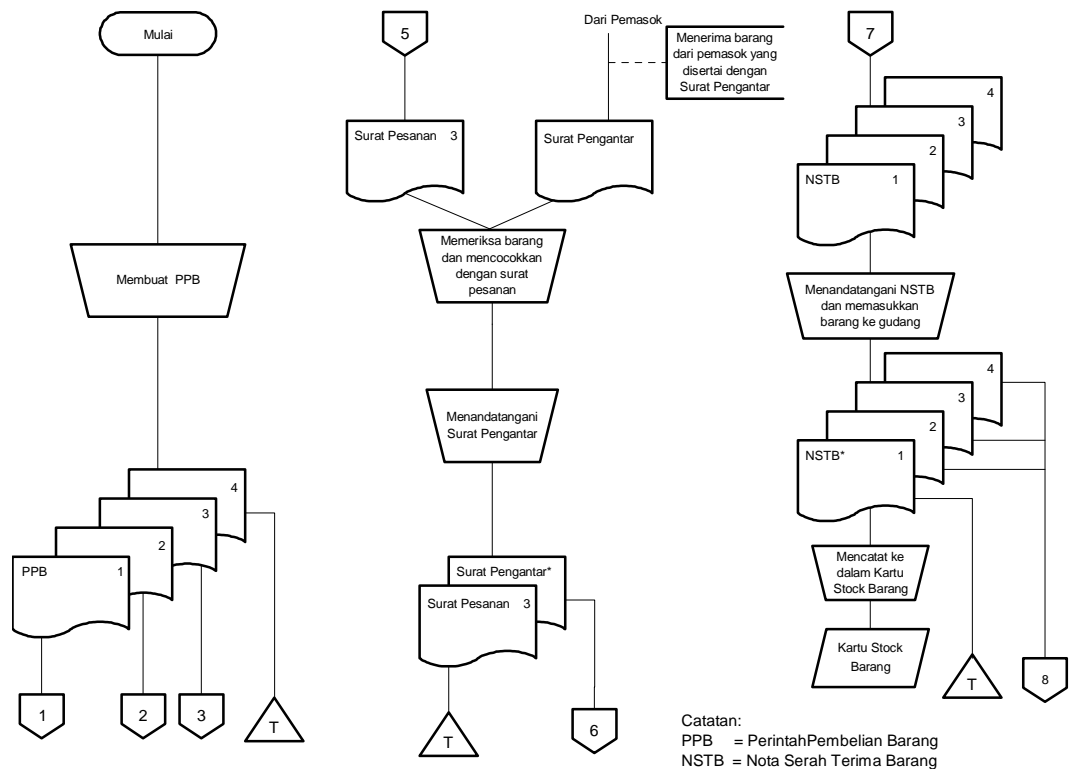 Mulai
Membuat PPB
4
3
2
PPB 1
1
2
3
T
5
Dari Pemasok
Menerima barang
dari pemasok yang
disertai dengan
Surat Pengantar
Surat Pesanan 3
Surat Pengantar
Memeriksa barang
dan mencocokkan
dengan surat
pesanan
Menandatangani
Surat Pengantar
Surat Pengantar*
Surat Pesanan 3
T
6
7
4
3
2
NSTB 1
Menandatangani NSTB
dan memasukkan
barang ke gudang
4
3
2
NSTB* 1
Mencatat ke
dalam Kartu
Stock Barang
Kartu Stock
Barang
T
8
Catatan:
PPB = PerintahPembelian Barang
NSTB = Nota Serah Terima Barang